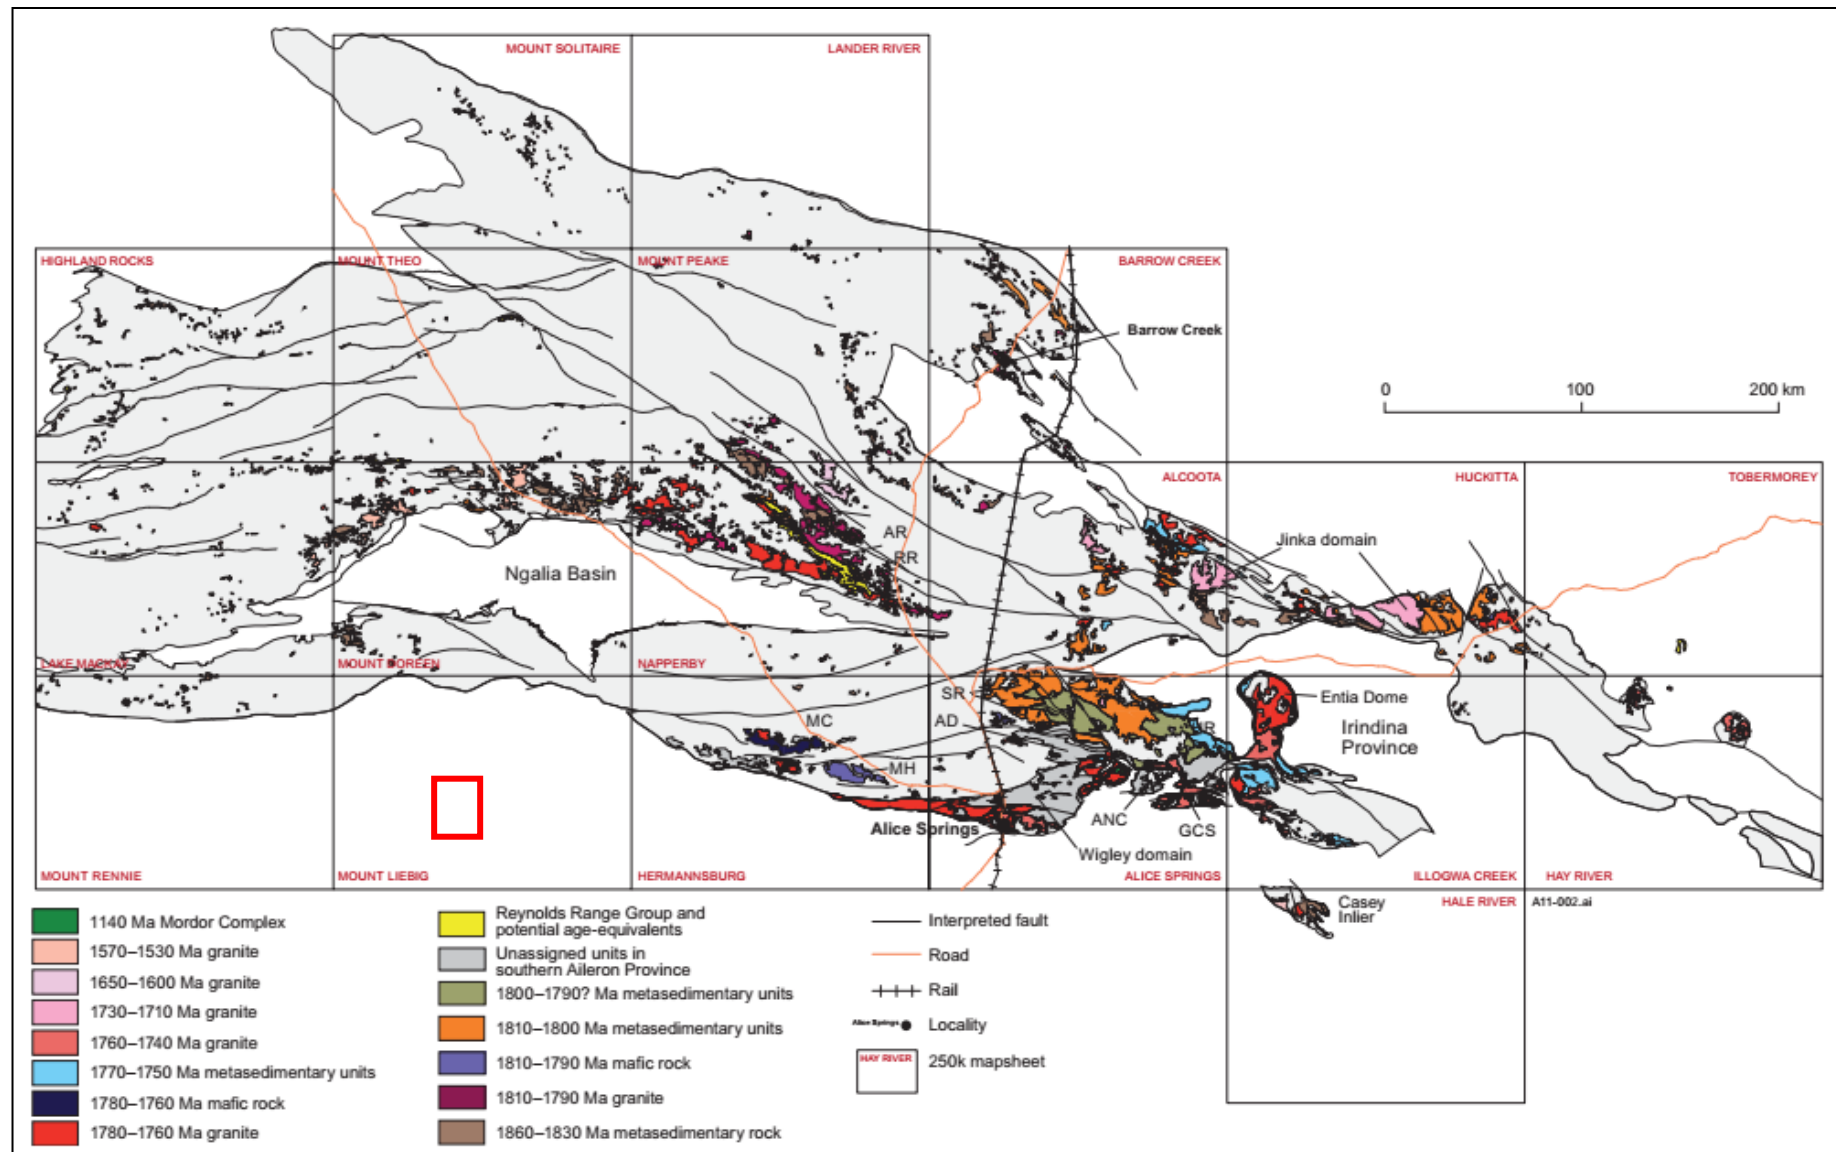 MOUNT SOLITAIRE
LANDER RIVER
HIGHLAND ROCKS
MOUNT THEO
MOUNT PEAKE
BARROW CREEK
Barrow Creek
0 100 200 km
ALCOOTA
HUCKITTA
TOBERMOREY
AR
RR
Jinka domain
Ngalia Basin
LAKE MACKAY
MOUNT DOREEN
NAPPERBY
SR
AD
MC
MH
Entia Dome
Irindina
Province
Alice Springs
ANC
GCS
Wigley domain
MOUNT RENNIE
MOUNT LIEBIG
HERMANNSBURG
ALICE SPRINGS
ILLOGWA CREEK
HAY RIVER
HALE RIVER
A11-002.ai
Casey
Inlier
1140 Ma Mordor Complex
1570–1530 Ma granite
1650–1600 Ma granite
1730–1710 Ma granite
1760–1740 Ma granite
1770–1750 Ma metasedimentary units
1780–1760 Ma mafic rock
1780–1760 Ma granite
Reynolds Range Group and
potential age-equivalents
Unassigned units in
southern Aileron Province
1800–1790? Ma metasedimentary units
1810–1800 Ma metasedimentary units
1810–1790 Ma mafic rock
1810–1790 Ma granite
1860–1830 Ma metasedimentary rock
Interpreted fault
Road
Rail
Alice Springs
Locality
HAY RIVER
250k mapsheet